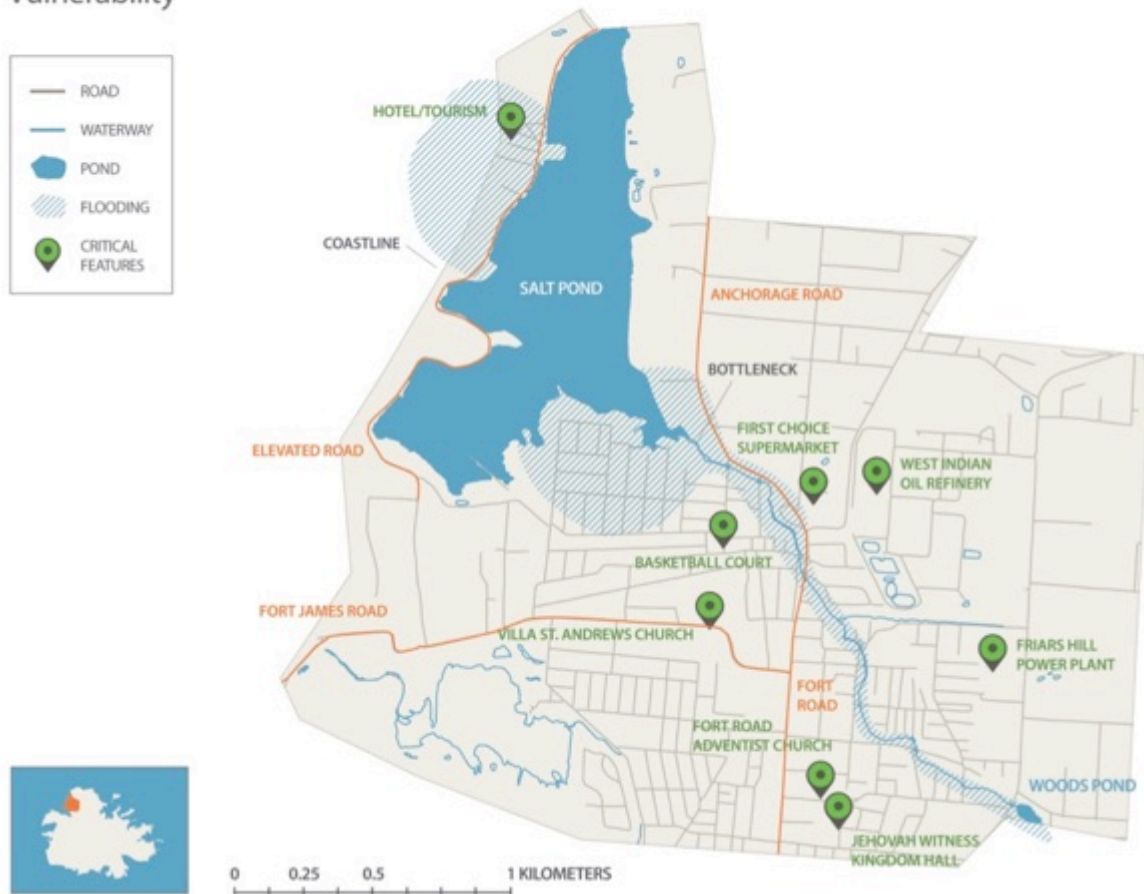 Vulnerability
ROAD
WATERWAY
POND
FLOODING
CRITICAL
FEATURES
HOTEL/TOURISM
COASTLINE
SALT POND
ANCHORAGE ROAD
BOTTLENECK
FIRST CHOICE
SUPERMARKET
ELEVATED ROAD
WEST INDIAN
OIL REFINERY
BASKETBALL COURT
FORT JAMES ROAD
VILLA ST. ANDREWS CHURCH
FRIARS HILL
POWER PLANT
FORT
ROAD
FORT ROAD
ADVENTIST CHURCH
WOODS POND
JEHOVAH WITNESS
KINGDOM HALL
0 0.25 0.5 1 KILOMETERS